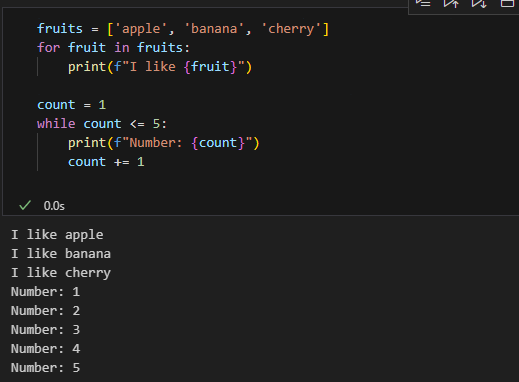 fruits = ['apple', 'banana', 'cherry']
for fruit in fruits:
    print(f"I like {fruit}")
count = 1
while count <= 5:
    print(f"Number: {count}")
    count += 1
0.0s
I like apple
I like banana
I like cherry
Number: 1
Number: 2
Number: 3
Number: 4
Number: 5